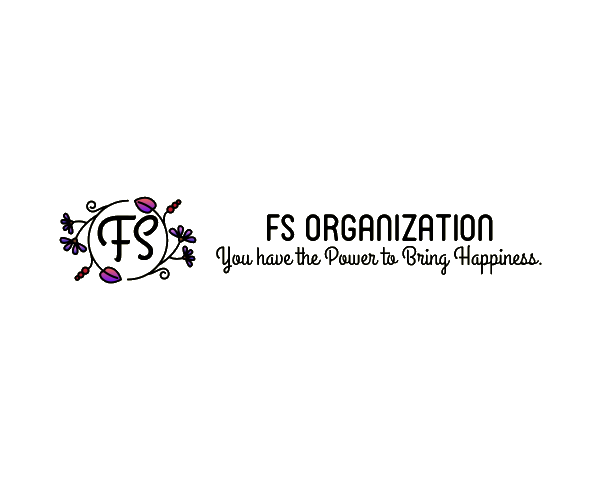 FS
FS ORGANIZATION
You have the Power to Bring Happiness.